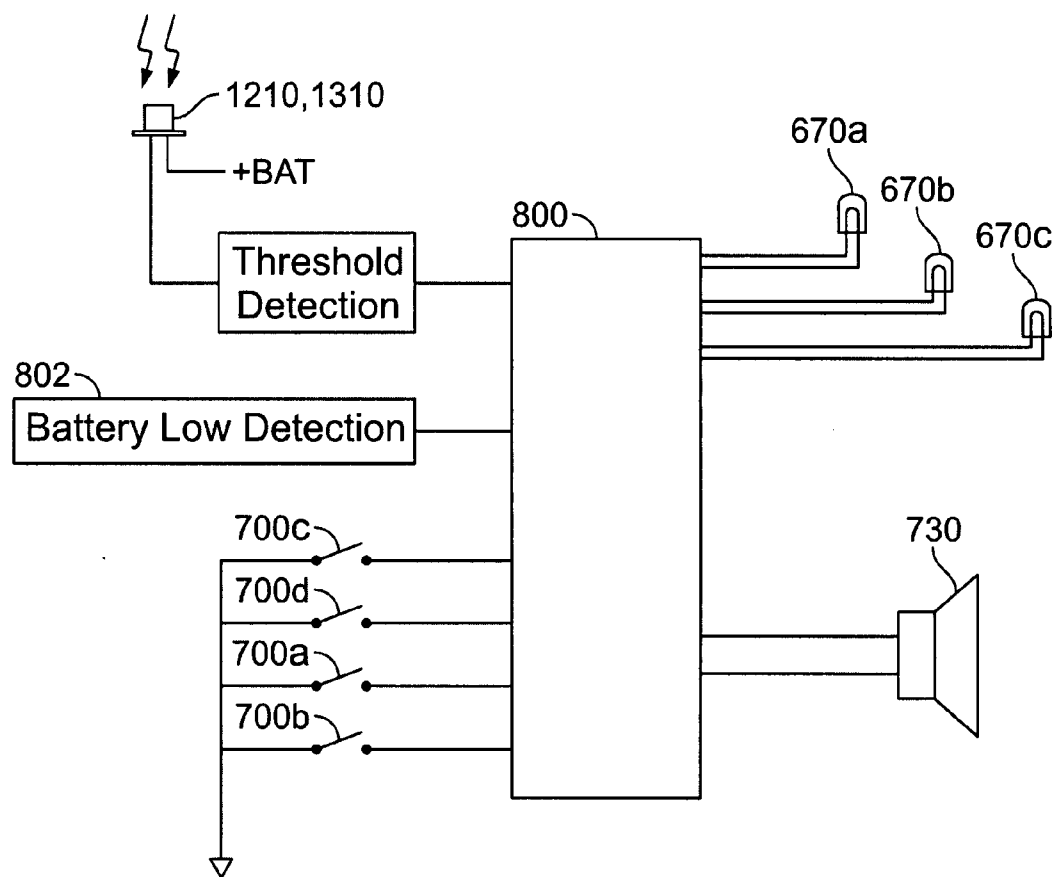 1210,1310
+BAT
670a
670b
670c
800
Threshold
Detection
802
Battery Low Detection
700c
700d
700a
700b
730